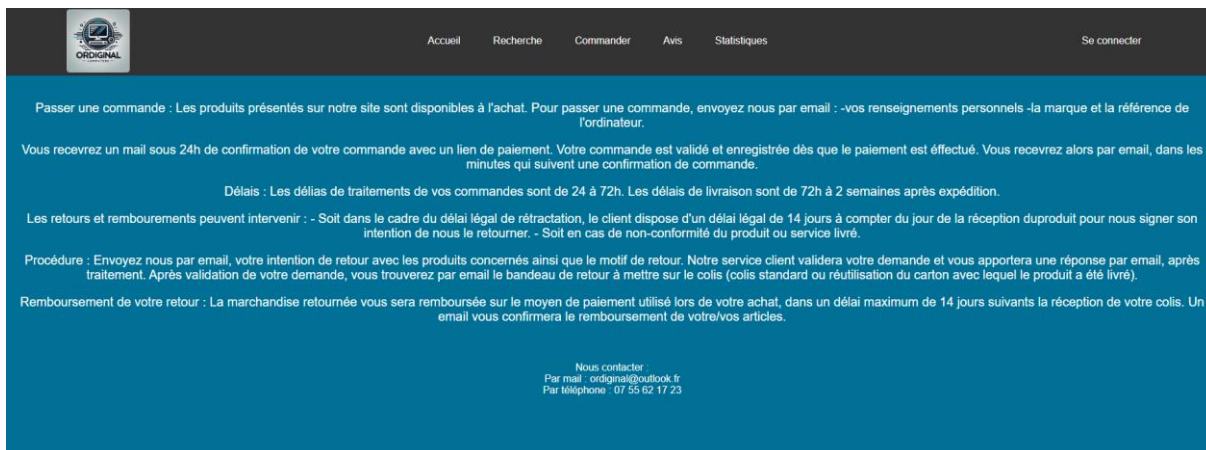 ORDIGINAL
COMPUTERS
Accueil Recherche Commander Avis Statistiques Se connecter
Passer une commande : Les produits présentés sur notre site sont disponibles à l'achat. Pour passer une commande, envoyez nous par email : -vos renseignements personnels -la marque et la référence de
l'ordinateur.
Vous recevrez un mail sous 24h de confirmation de votre commande avec un lien de paiement. Votre commande est validé et enregistrée dès que le paiement est éffectué. Vous recevrez alors par email, dans les
minutes qui suivent une confirmation de commande.
Délais : Les délias de traitements de vos commandes sont de 24 à 72h. Les délais de livraison sont de 72h à 2 semaines après expédition.
Les retours et rembourements peuvent intervenir : - Soit dans le cadre du délai légal de rétractation, le client dispose d'un délai légal de 14 jours à compter du jour de la réception duproduit pour nous signer son
intention de nous le retourner. - Soit en cas de non-conformité du produit ou service livré.
Procédure : Envoyez nous par email, votre intention de retour avec les produits concernés ainsi que le motif de retour. Notre service client validera votre demande et vous apportera une réponse par email, après
traitement. Après validation de votre demande, vous trouverez par email le bandeau de retour à mettre sur le colis (colis standard ou réutilisation du carton avec lequel le produit a été livré).
Remboursement de votre retour : La marchandise retournée vous sera remboursée sur le moyen de paiement utilisé lors de votre achat, dans un délai maximum de 14 jours suivants la réception de votre colis. Un
email vous confirmera le remboursement de votre/vos articles.
Nous contacter :
Par mail : ordiginal@outlook.fr
Par téléphone : 07 55 62 17 23